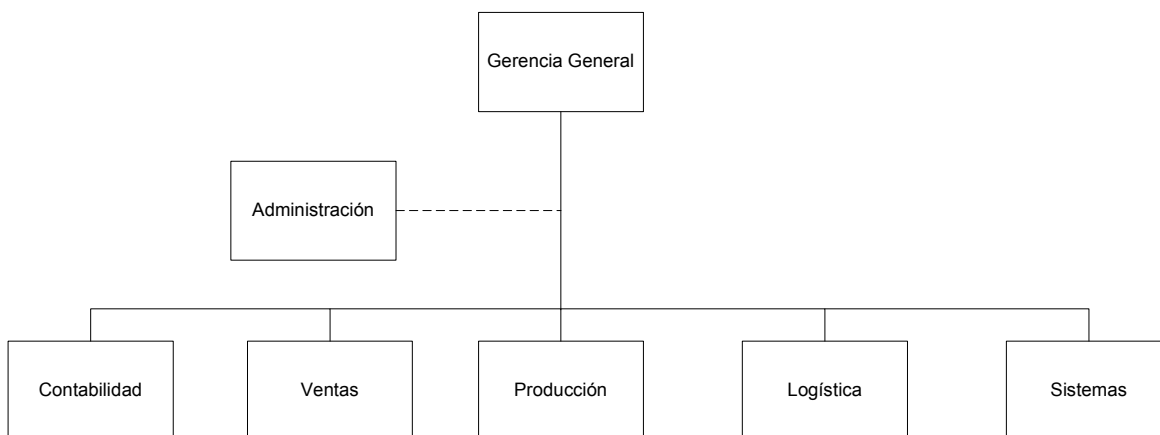 Gerencia General
Administración
Contabilidad
Ventas
Producción
Logística
Sistemas